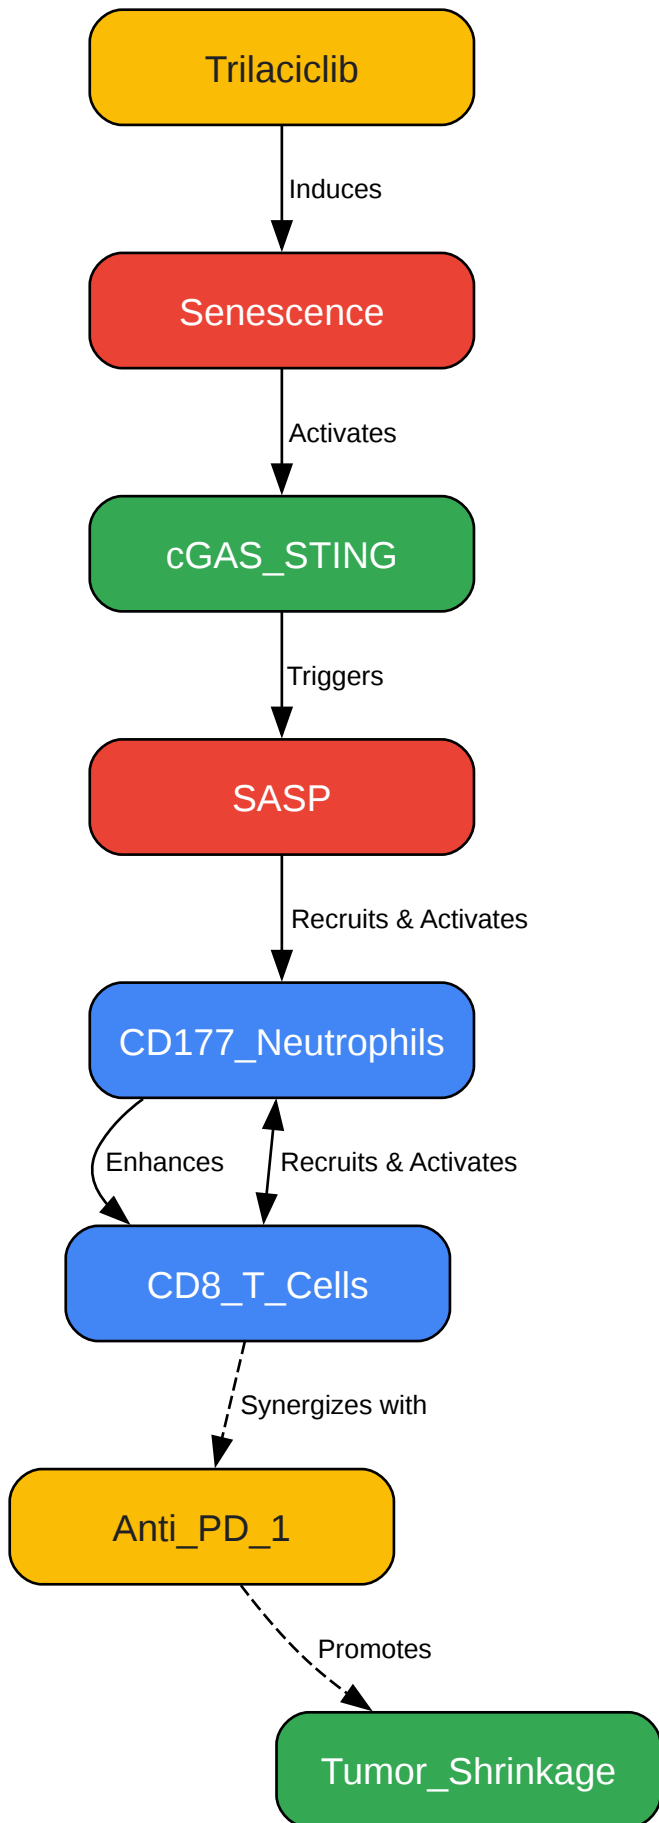 Trilaciclib
Induces
Senescence
Activates
cGAS_STING
Triggers
SASP
Recruits & Activates
CD177_Neutrophils
Enhances
Recruits & Activates
CD8_T_Cells
Synergizes with
Anti_PD_1
Promotes
Tumor_Shrinkage